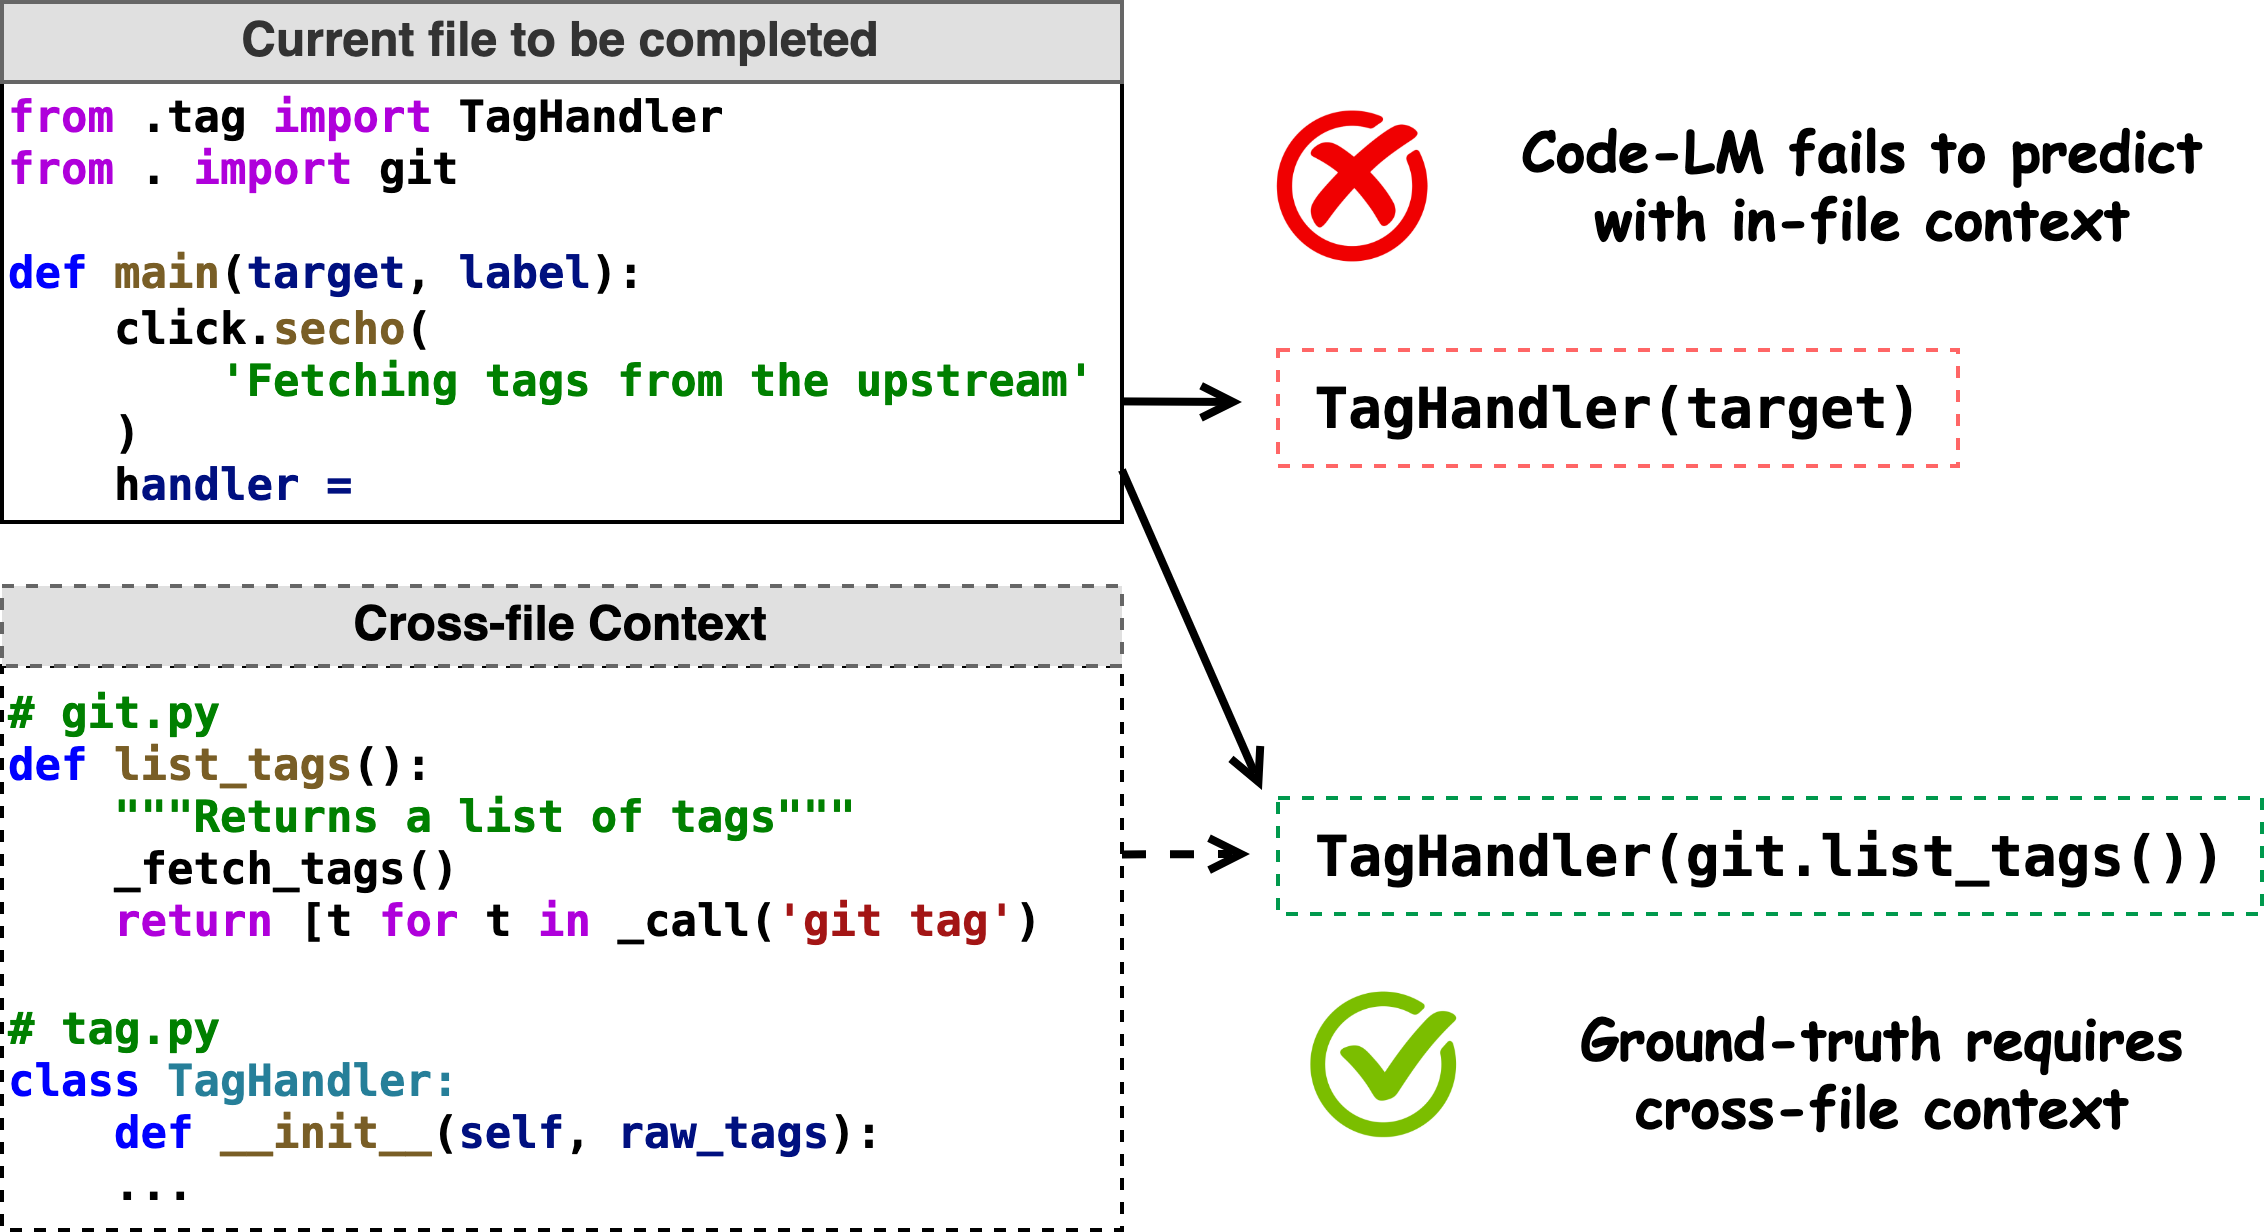 Current file to be completed
from .tag import TagHandler
from . import git
def main(target, label):
    click.secho(
        'Fetching tags from the upstream'
    )
    handler =
Code-LM fails to predict
with in-file context
TagHandler(target)
Cross-file Context
# git.py
def list_tags():
    """Returns a list of tags"""
    _fetch_tags()
    return [t for t in _call('git tag')
# tag.py
class TagHandler:
    def __init__(self, raw_tags):
    ...
TagHandler(git.list_tags())
Ground-truth requires
cross-file context